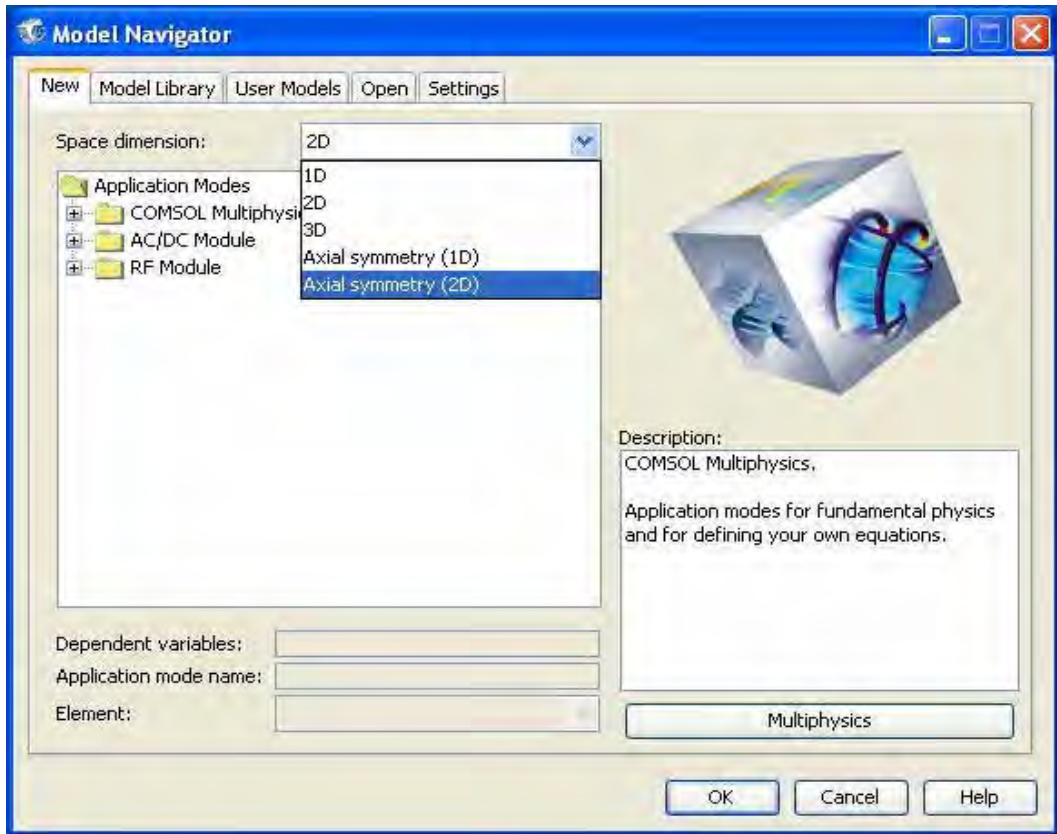 Model Navigator
New Model Library User Models Open Settings
Space dimension: 2D
Application Modes
COMSOL
AC/DC Module
RF Module
1D
2D
3D
Axial symmetry (1D)
Axial symmetry (2D)
Description:
COMSOL Multiphysics.
Application modes for fundamental physics
and for defining your own equations.
Dependent variables:
Application mode name:
Element:
Multiphysics
OK Cancel Help